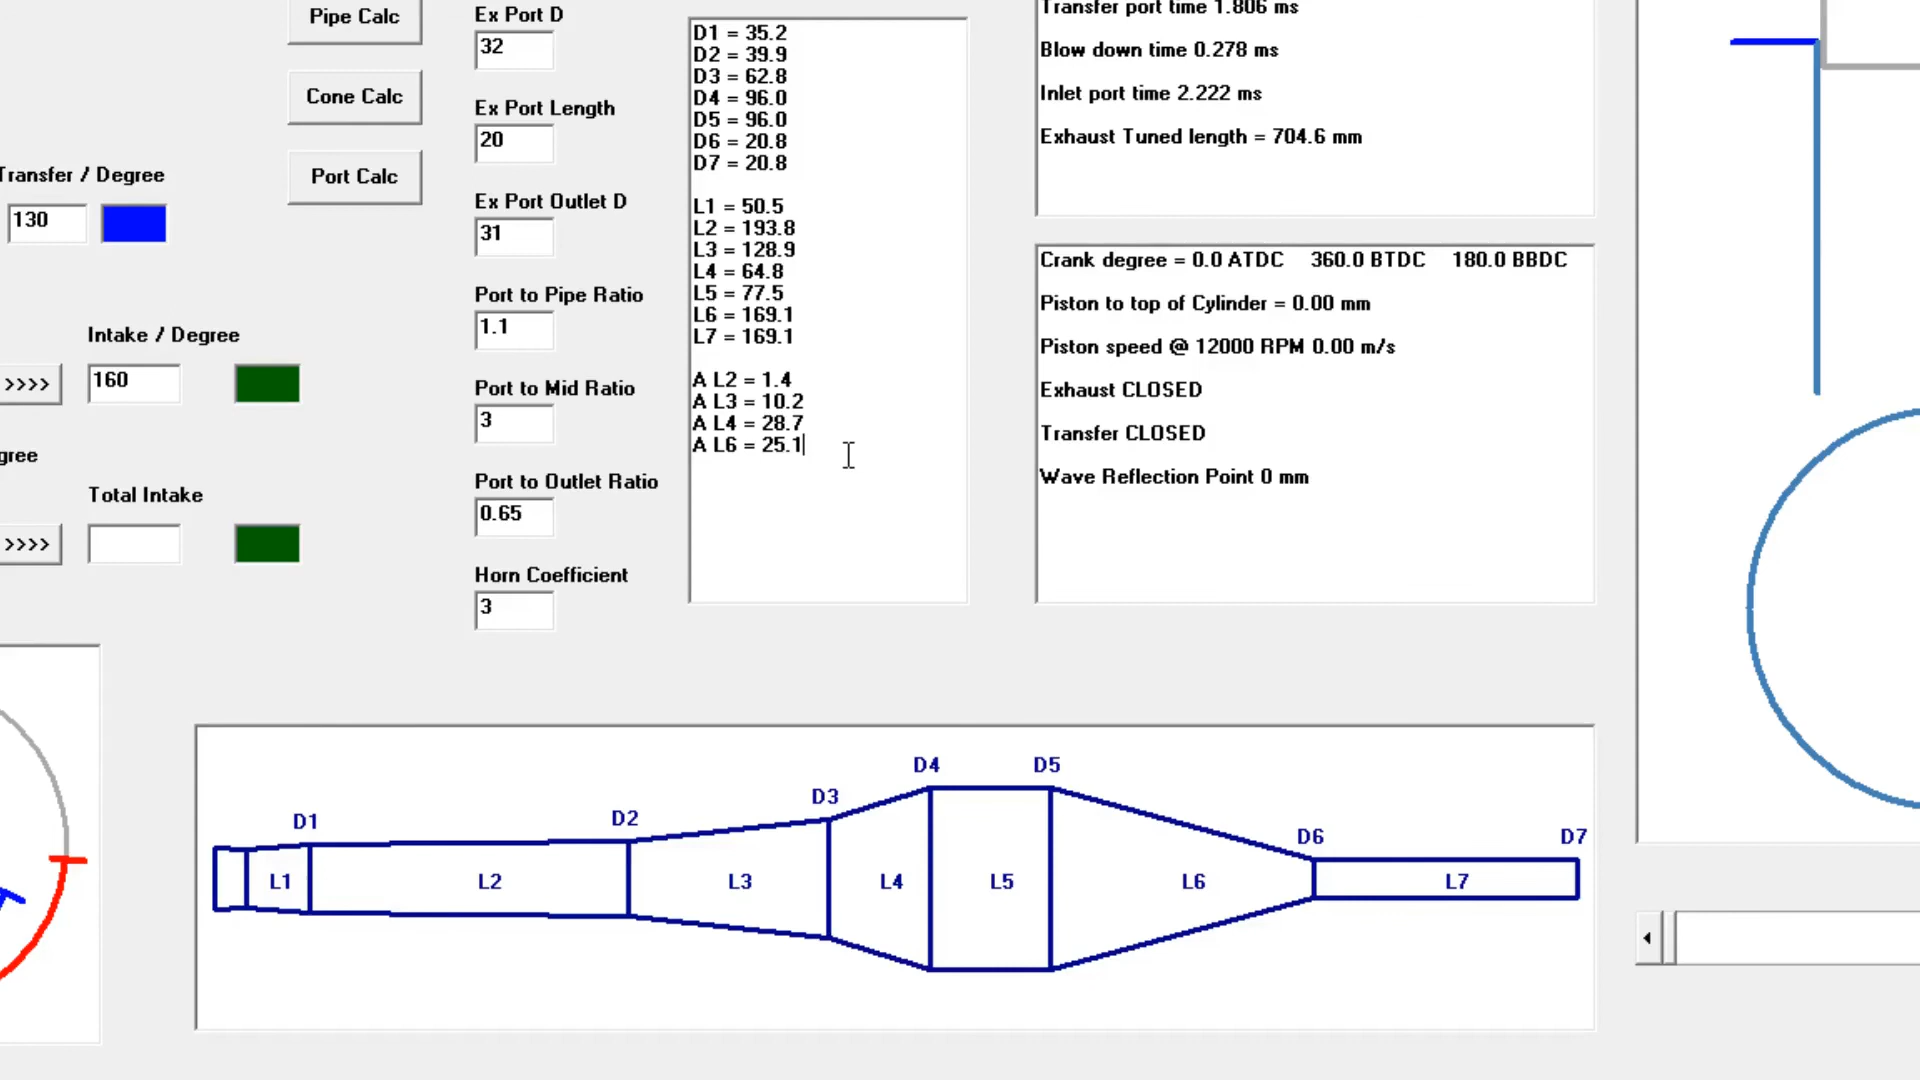 Pipe Calc
Cone Calc
Port Calc
Transfer / Degree
130
Intake / Degree
>>>>
160
gree
Total Intake
>>>>
Ex Port D
32
Ex Port Length
20
Ex Port Outlet D
31
Port to Pipe Ratio
1.1
Port to Mid Ratio
3
Port to Outlet Ratio
0.65
Horn Coefficient
3
D1 = 35.2
D2 = 39.9
D3 = 62.8
D4 = 96.0
D5 = 96.0
D6 = 20.8
D7 = 20.8
L1 = 50.5
L2 = 193.8
L3 = 128.9
L4 = 64.8
L5 = 77.5
L6 = 169.1
L7 = 169.1
A L2 = 1.4
A L3 = 10.2
A L4 = 28.7
A L6 = 25.1
Transfer port time 1.806 ms
Blow down time 0.278 ms
Inlet port time 2.222 ms
Exhaust Tuned length = 704.6 mm
Crank degree = 0.0 ATDC 360.0 BTDC 180.0 BBDC
Piston to top of Cylinder = 0.00 mm
Piston speed @ 12000 RPM 0.00 m/s
Exhaust CLOSED
Transfer CLOSED
Wave Reflection Point 0 mm
D1 D2 D3 D4 D5 D6 D7
L1 L2 L3 L4 L5 L6 L7